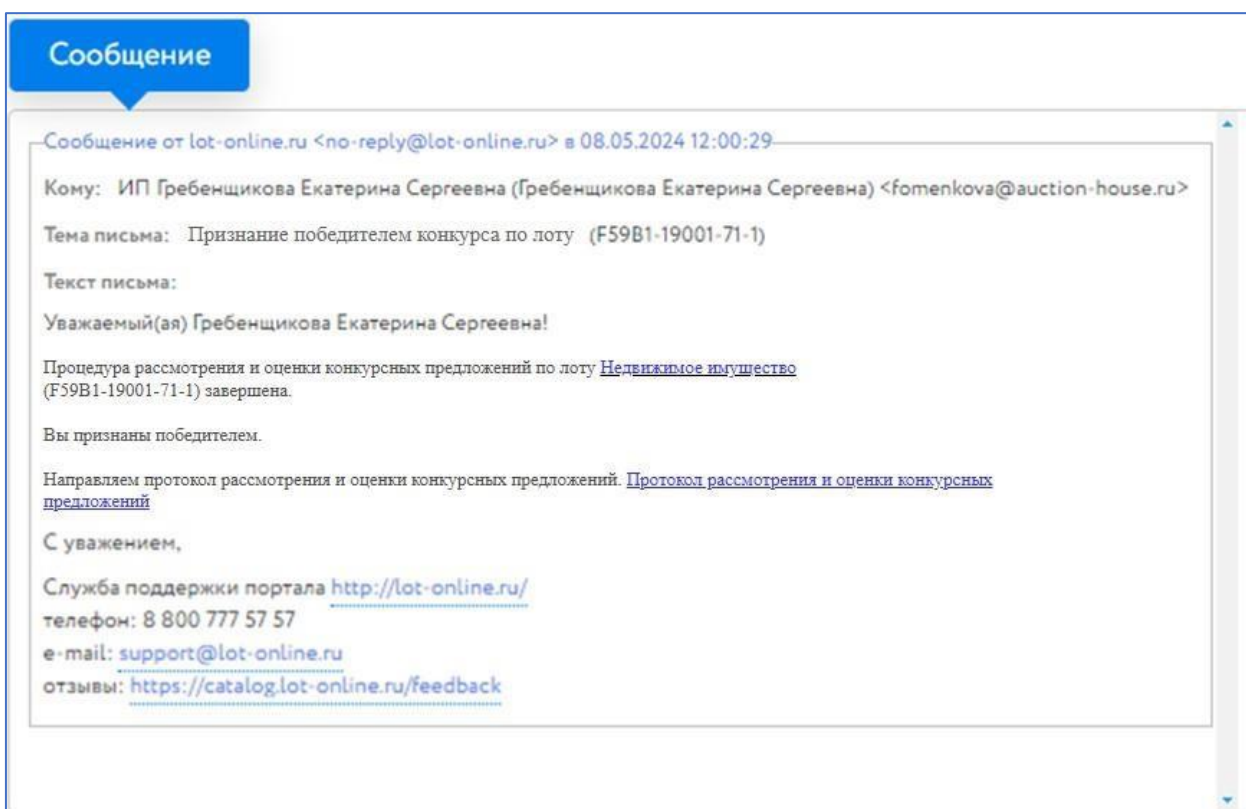 Сообщение
Сообщение от lot-online.ru <no-reply@lot-online.ru> в 08.05.2024 12:00:29
Кому: ИП Гребенщикова Екатерина Сергеевна (Гребенщикова Екатерина Сергеевна) <fomenkova@auction-house.ru>
Тема письма: Признание победителем конкурса по лоту (F59B1-19001-71-1)
Текст письма:
Уважаемый(ая) Гребенщикова Екатерина Сергеевна!
Процедура рассмотрения и оценки конкурсных предложений по лоту Недвижимое имущество
(F59B1-19001-71-1) завершена.
Вы признаны победителем.
Направляем протокол рассмотрения и оценки конкурсных предложений. Протокол рассмотрения и оценки конкурсных
предложений
С уважением,
Служба поддержки портала http://lot-online.ru/
телефон: 8 800 777 57 57
e-mail: support@lot-online.ru
отзывы: https://catalog.lot-online.ru/feedback